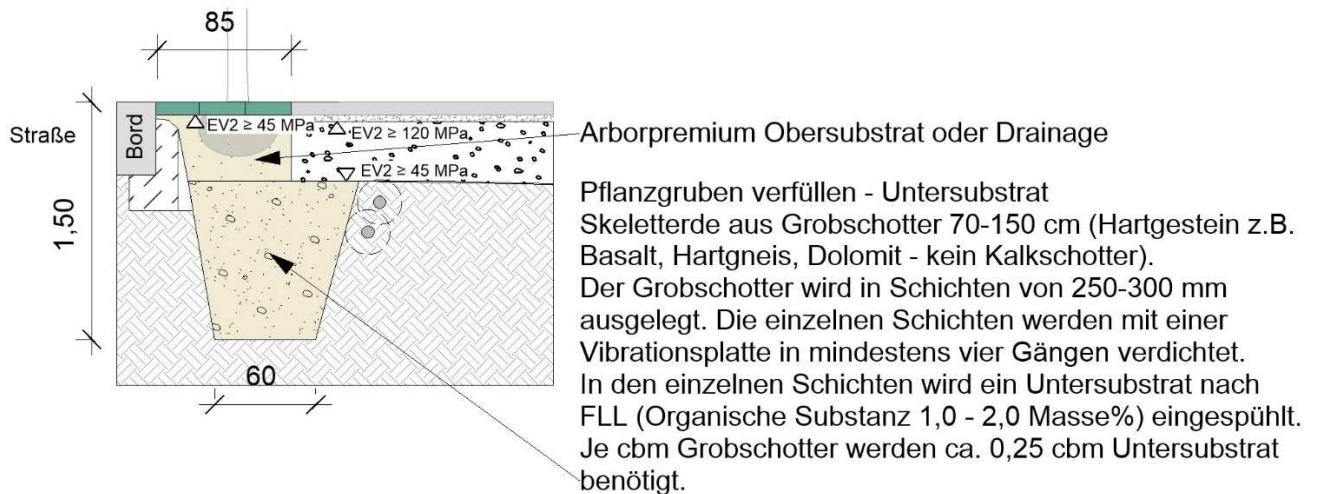 85
Straße
Bord
EV2 ≥ 45 MPa
EV2 ≥ 120 MPa
EV2 ≥ 45 MPa
1,50
60
Arborpremium Obersubstrat oder Drainage
Pflanzgruben verfüllen - Untersubstrat
Skeletterde aus Grobschotter 70-150 cm (Hartgestein z.B.
Basalt, Hartgneis, Dolomit - kein Kalkschotter).
Der Grobschotter wird in Schichten von 250-300 mm
ausgelegt. Die einzelnen Schichten werden mit einer
Vibrationsplatte in mindestens vier Gängen verdichtet.
In den einzelnen Schichten wird ein Untersubstrat nach
FLL (Organische Substanz 1,0 - 2,0 Masse%) eingespühlt.
Je cbm Grobschotter werden ca. 0,25 cbm Untersubstrat
benötigt.